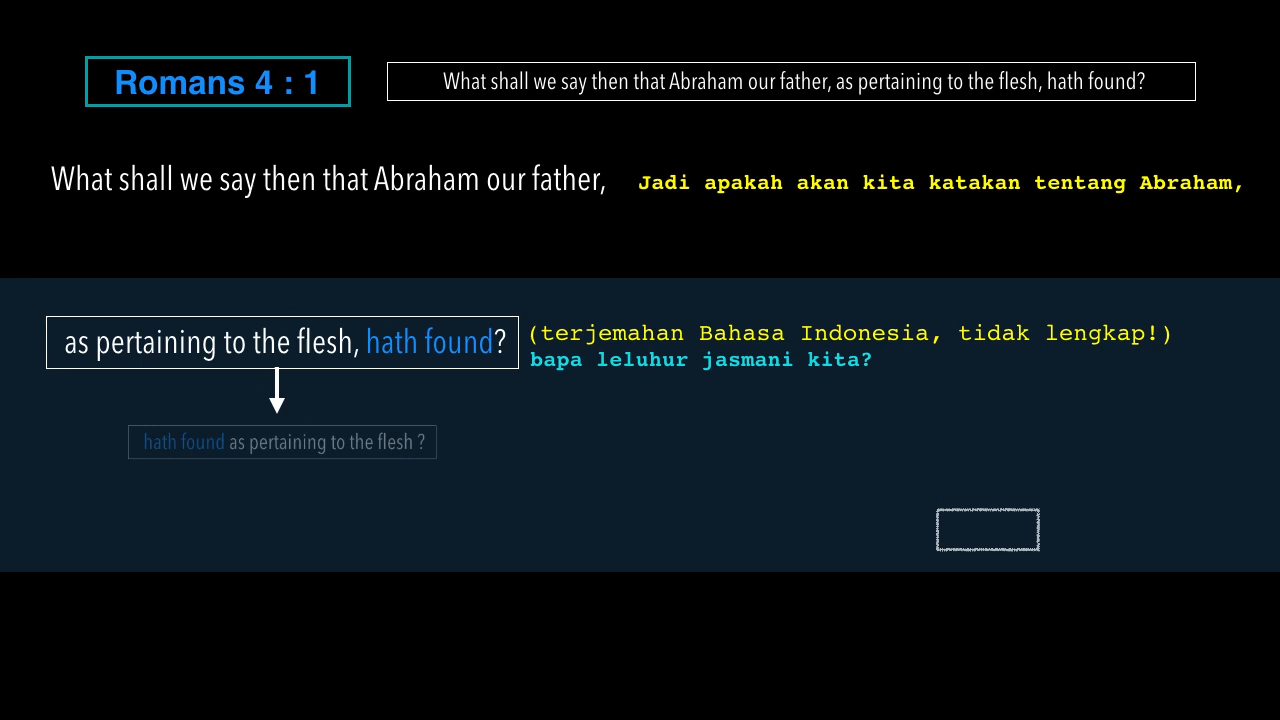 Romans 4 : 1
What shall we say then that Abraham our father, as pertaining to the flesh, hath found?
What shall we say then that Abraham our father,
Jadi apakah akan kita katakan tentang Abraham,
as pertaining to the flesh, hath found?
(terjemahan Bahasa Indonesia, tidak lengkap!)
bapa leluhur jasmani kita?
hath found as pertaining to the flesh ?